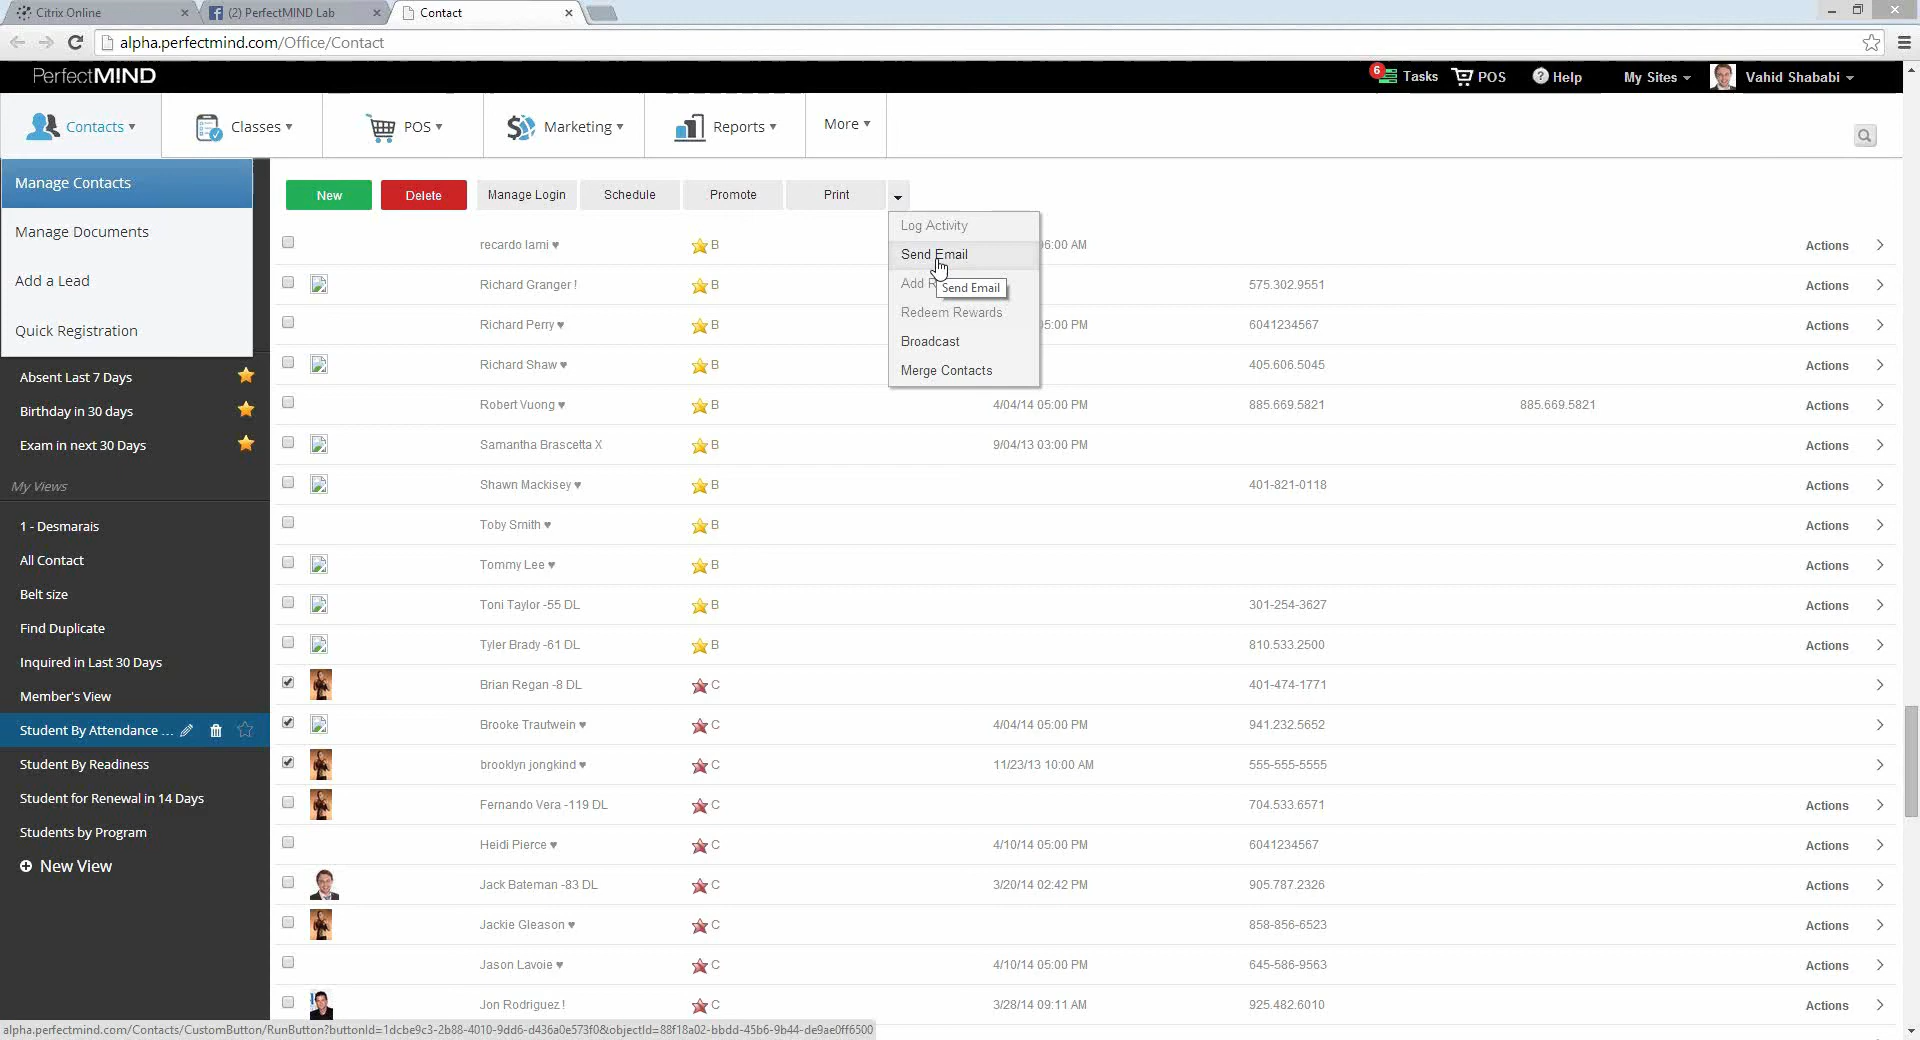 Citrix Online
(2) PerfectMIND Lab
Contact
alpha.perfectmind.com/Office/Contact
PerfectMIND
6 Tasks
POS
Help
My Sites
Vahid Shababi
Contacts
Classes
POS
Marketing
Reports
More
Manage Contacts
Manage Documents
Add a Lead
Quick Registration
Absent Last 7 Days
Birthday in 30 days
Exam in next 30 Days
My Views
1 - Desmarais
All Contact
Belt size
Find Duplicate
Inquired in Last 30 Days
Member's View
Student By Attendance ...
Student By Readiness
Student for Renewal in 14 Days
Students by Program
New View
New
Delete
Manage Login
Schedule
Promote
Print
Log Activity
Send Email
Add R
Send Email
Redeem Rewards
Broadcast
Merge Contacts
recardo lami ♥ B 06:00 AM Actions
Richard Granger ! B 575.302.9551 Actions
Richard Perry ♥ B 05:00 PM 6041234567 Actions
Richard Shaw ♥ B 405.606.5045 Actions
Robert Vuong ♥ B 4/04/14 05:00 PM 885.669.5821 885.669.5821 Actions
Samantha Brascetta X B 9/04/13 03:00 PM Actions
Shawn Mackisey ♥ B 401-821-0118 Actions
Toby Smith ♥ B Actions
Tommy Lee ♥ B Actions
Toni Taylor -55 DL B 301-254-3627 Actions
Tyler Brady -61 DL B 810.533.2500 Actions
Brian Regan -8 DL C 401-474-1771
Brooke Trautwein ♥ C 4/04/14 05:00 PM 941.232.5652
brooklyn jongkind ♥ C 11/23/13 10:00 AM 555-555-5555
Fernando Vera -119 DL C 704.533.6571 Actions
Heidi Pierce ♥ C 4/10/14 05:00 PM 6041234567 Actions
Jack Bateman -83 DL C 3/20/14 02:42 PM 905.787.2326 Actions
Jackie Gleason ♥ C 858-856-6523 Actions
Jason Lavoie ♥ C 4/10/14 05:00 PM 645-586-9563 Actions
Jon Rodriguez ! C 3/28/14 09:11 AM 925.482.6010 Actions
alpha.perfectmind.com/Contacts/CustomButton/RunButton?buttonId=1dcbe9c3-2b88-4010-9dd6-d436a0e573f0&objectId=88f18a02-bbdd-45b6-9b44-de9ae0ff6500